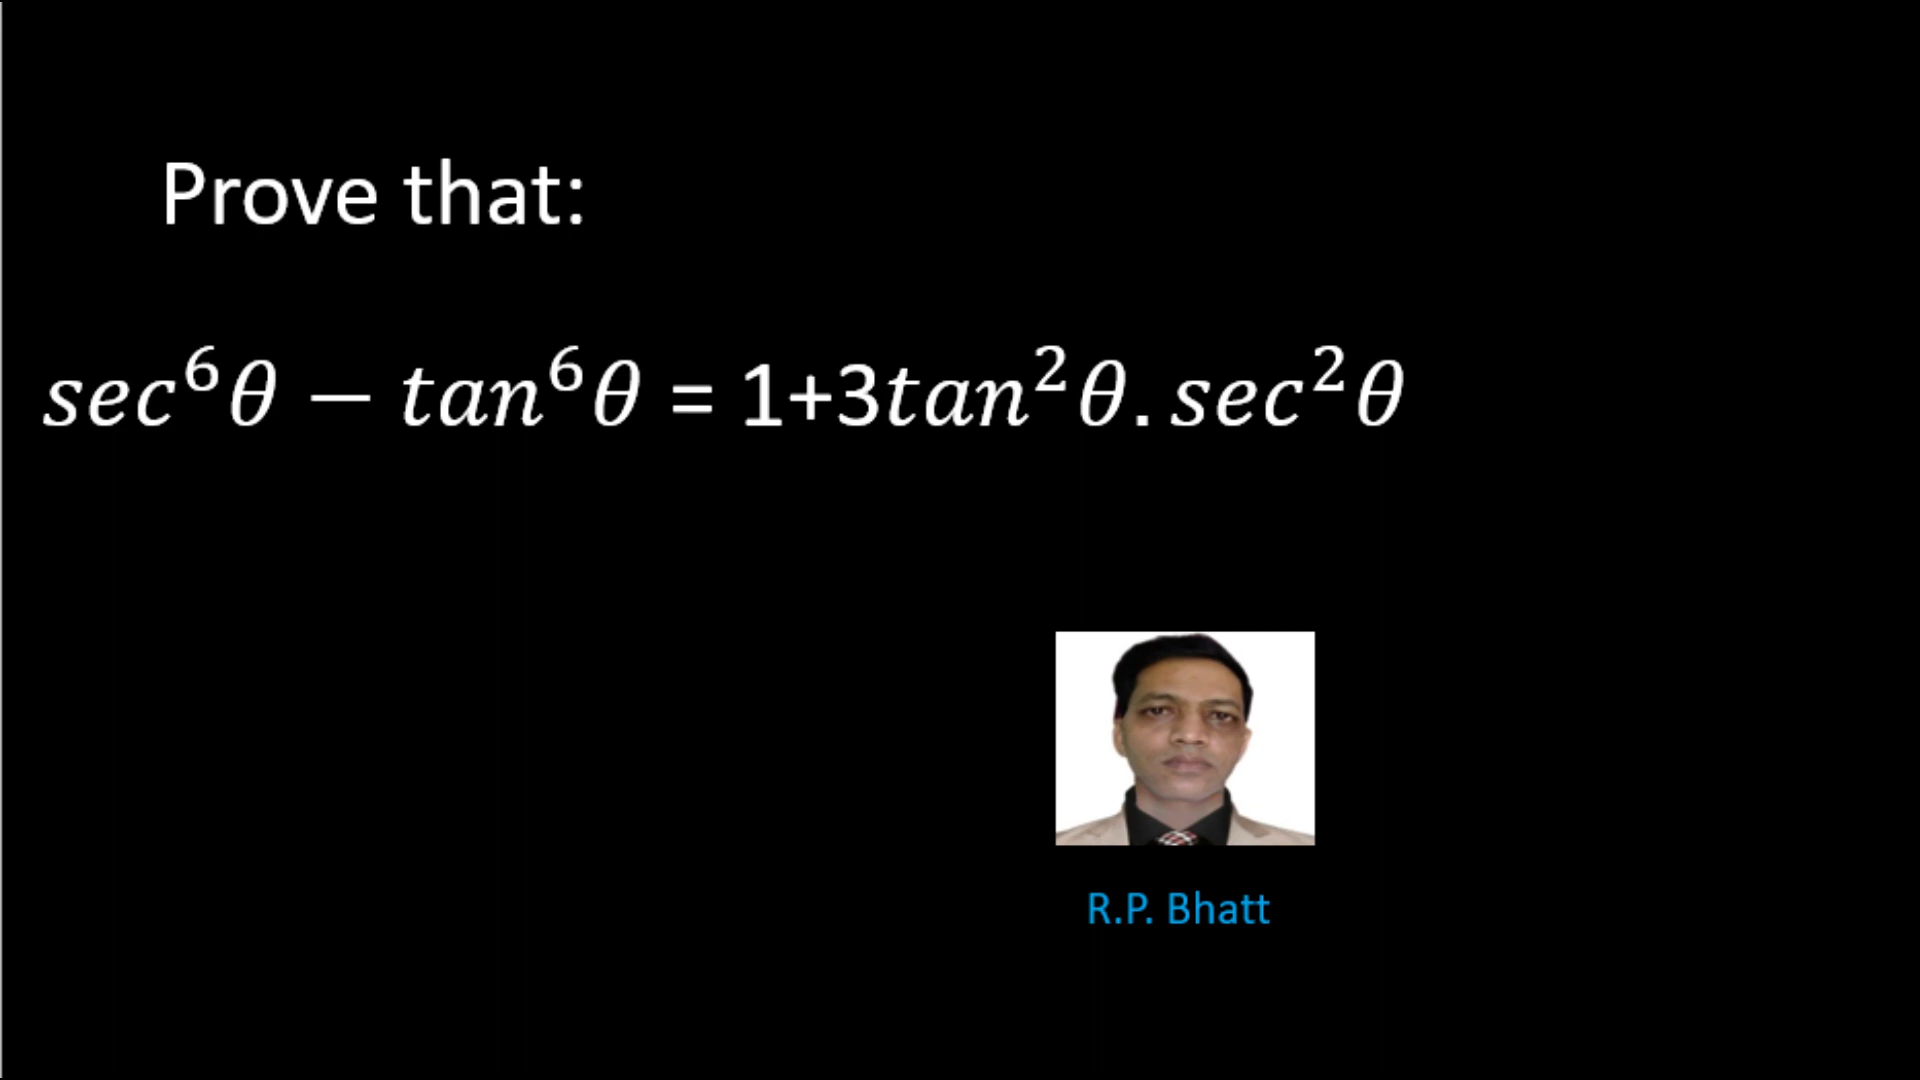 Prove that:
sec⁶θ − tan⁶θ = 1+3tan²θ. sec²θ
R.P. Bhatt